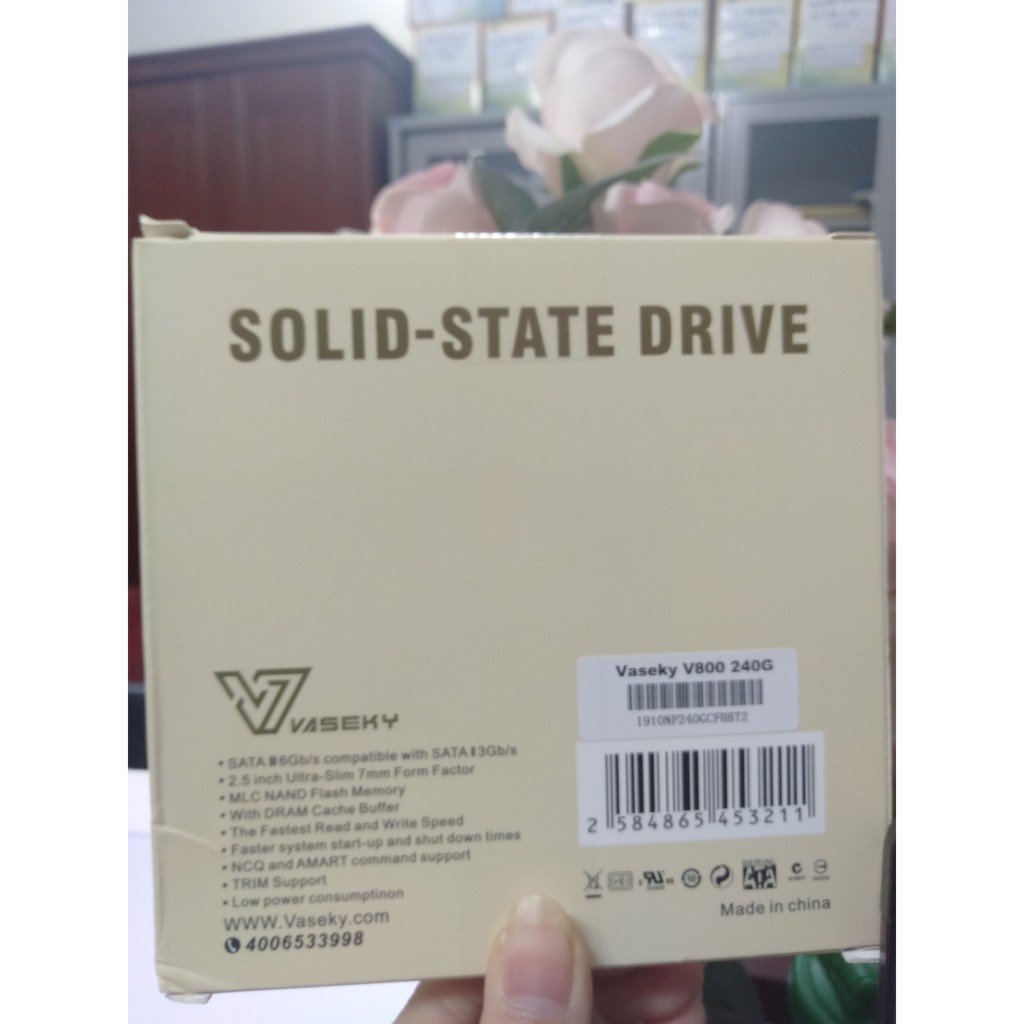 SOLID-STATE DRIVE
VASEKY
• SATA Ⅲ 6Gb/s compatible with SATA Ⅱ 3Gb/s
• 2.5 inch Ultra-Slim 7mm Form Factor
• MLC NAND Flash Memory
• With DRAM Cache Buffer
• The Fastest Read and Write Speed
• Faster system start-up and shut down times
• NCQ and AMART command support
• TRIM Support
• Low power consumptinon
WWW.Vaseky.com
4006533998
Vaseky V800 240G
1910NP240GCFH8T2
2 584865 453211
SERIAL
ATA
Made in china